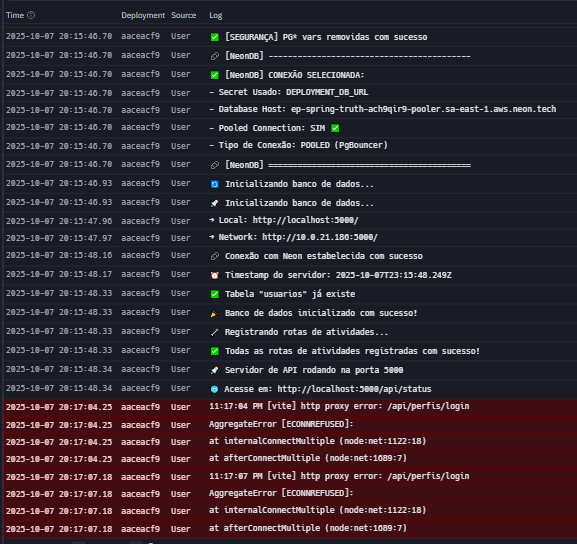 Time Deployment Source Log
2025-10-07 20:15:46.70 aaceacf9 User ✅ [SEGURANÇA] PG* vars removidas com sucesso
2025-10-07 20:15:46.70 aaceacf9 User 🔗 [NeonDB] ------------------------------------------
2025-10-07 20:15:46.70 aaceacf9 User ✅ [NeonDB] CONEXÃO SELECIONADA:
2025-10-07 20:15:46.70 aaceacf9 User - Secret Usado: DEPLOYMENT_DB_URL
2025-10-07 20:15:46.70 aaceacf9 User - Database Host: ep-spring-truth-ach9qir9-pooler.sa-east-1.aws.neon.tech
2025-10-07 20:15:46.70 aaceacf9 User - Pooled Connection: SIM ✅
2025-10-07 20:15:46.70 aaceacf9 User - Tipo de Conexão: POOLED (PgBouncer)
2025-10-07 20:15:46.70 aaceacf9 User 🔗 [NeonDB] ==========================================
2025-10-07 20:15:46.93 aaceacf9 User 🔄 Inicializando banco de dados...
2025-10-07 20:15:46.93 aaceacf9 User 🚀 Inicializando banco de dados...
2025-10-07 20:15:47.96 aaceacf9 User ➜ Local: http://localhost:5000/
2025-10-07 20:15:47.97 aaceacf9 User ➜ Network: http://10.0.21.186:5000/
2025-10-07 20:15:48.16 aaceacf9 User 🔗 Conexão com Neon estabelecida com sucesso
2025-10-07 20:15:48.17 aaceacf9 User ⏰ Timestamp do servidor: 2025-10-07T23:15:48.249Z
2025-10-07 20:15:48.33 aaceacf9 User ✅ Tabela "usuarios" já existe
2025-10-07 20:15:48.33 aaceacf9 User 🎉 Banco de dados inicializado com sucesso!
2025-10-07 20:15:48.33 aaceacf9 User Registrando rotas de atividades...
2025-10-07 20:15:48.33 aaceacf9 User ✅ Todas as rotas de atividades registradas com sucesso!
2025-10-07 20:15:48.34 aaceacf9 User 🚀 Servidor de API rodando na porta 5000
2025-10-07 20:15:48.34 aaceacf9 User 🌐 Acesse em: http://localhost:5000/api/status
2025-10-07 20:17:04.25 aaceacf9 User 11:17:04 PM [vite] http proxy error: /api/perfis/login
2025-10-07 20:17:04.25 aaceacf9 User AggregateError [ECONNREFUSED]:
2025-10-07 20:17:04.25 aaceacf9 User at internalConnectMultiple (node:net:1122:18)
2025-10-07 20:17:04.25 aaceacf9 User at afterConnectMultiple (node:net:1689:7)
2025-10-07 20:17:07.18 aaceacf9 User 11:17:07 PM [vite] http proxy error: /api/perfis/login
2025-10-07 20:17:07.18 aaceacf9 User AggregateError [ECONNREFUSED]:
2025-10-07 20:17:07.18 aaceacf9 User at internalConnectMultiple (node:net:1122:18)
2025-10-07 20:17:07.18 aaceacf9 User at afterConnectMultiple (node:net:1689:7)